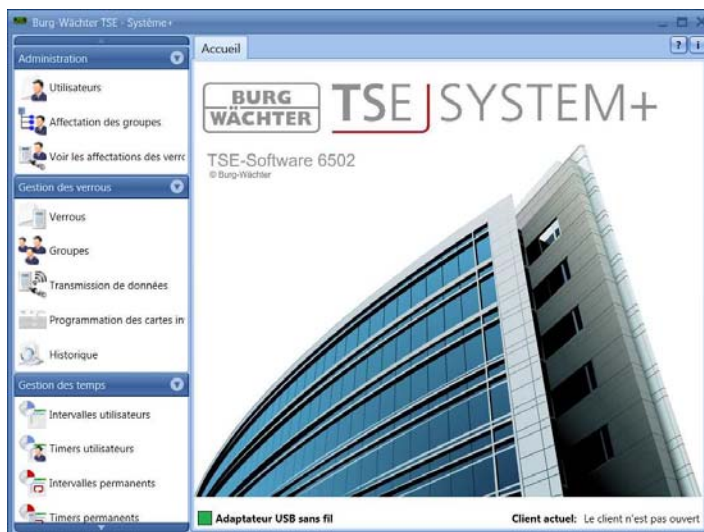 Burg-Wächter TSE - Système+
Administration
Utilisateurs
Affectation des groupes
Voir les affectations des verro
Gestion des verrous
Verrous
Groupes
Transmission de données
Programmation des cartes in
Historique
Gestion des temps
Intervalles utilisateurs
Timers utilisateurs
Intervalles permanents
Timers permanents
Accueil
? i
BURG
WÄCHTER
TSE SYSTEM+
TSE-Software 6502
© Burg-Wächter
Adaptateur USB sans fil
Client actuel: Le client n'est pas ouvert